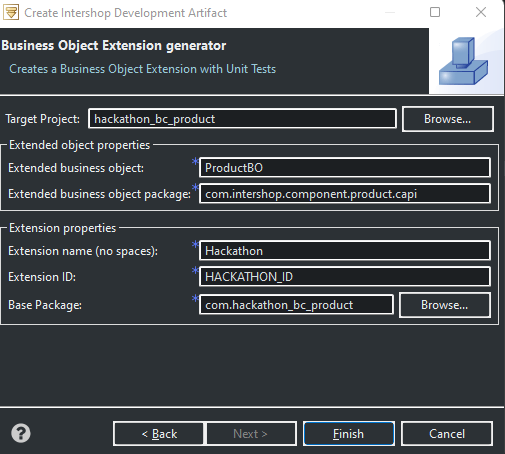 Create Intershop Development Artifact
Business Object Extension generator
Creates a Business Object Extension with Unit Tests
Target Project: hackathon_bc_product Browse...
Extended object properties
Extended business object: * ProductBO
Extended business object package: * com.intershop.component.product.capi
Extension properties
Extension name (no spaces): * Hackathon
Extension ID: * HACKATHON_ID
Base Package: * com.hackathon_bc_product Browse...
? < Back Next > Finish Cancel